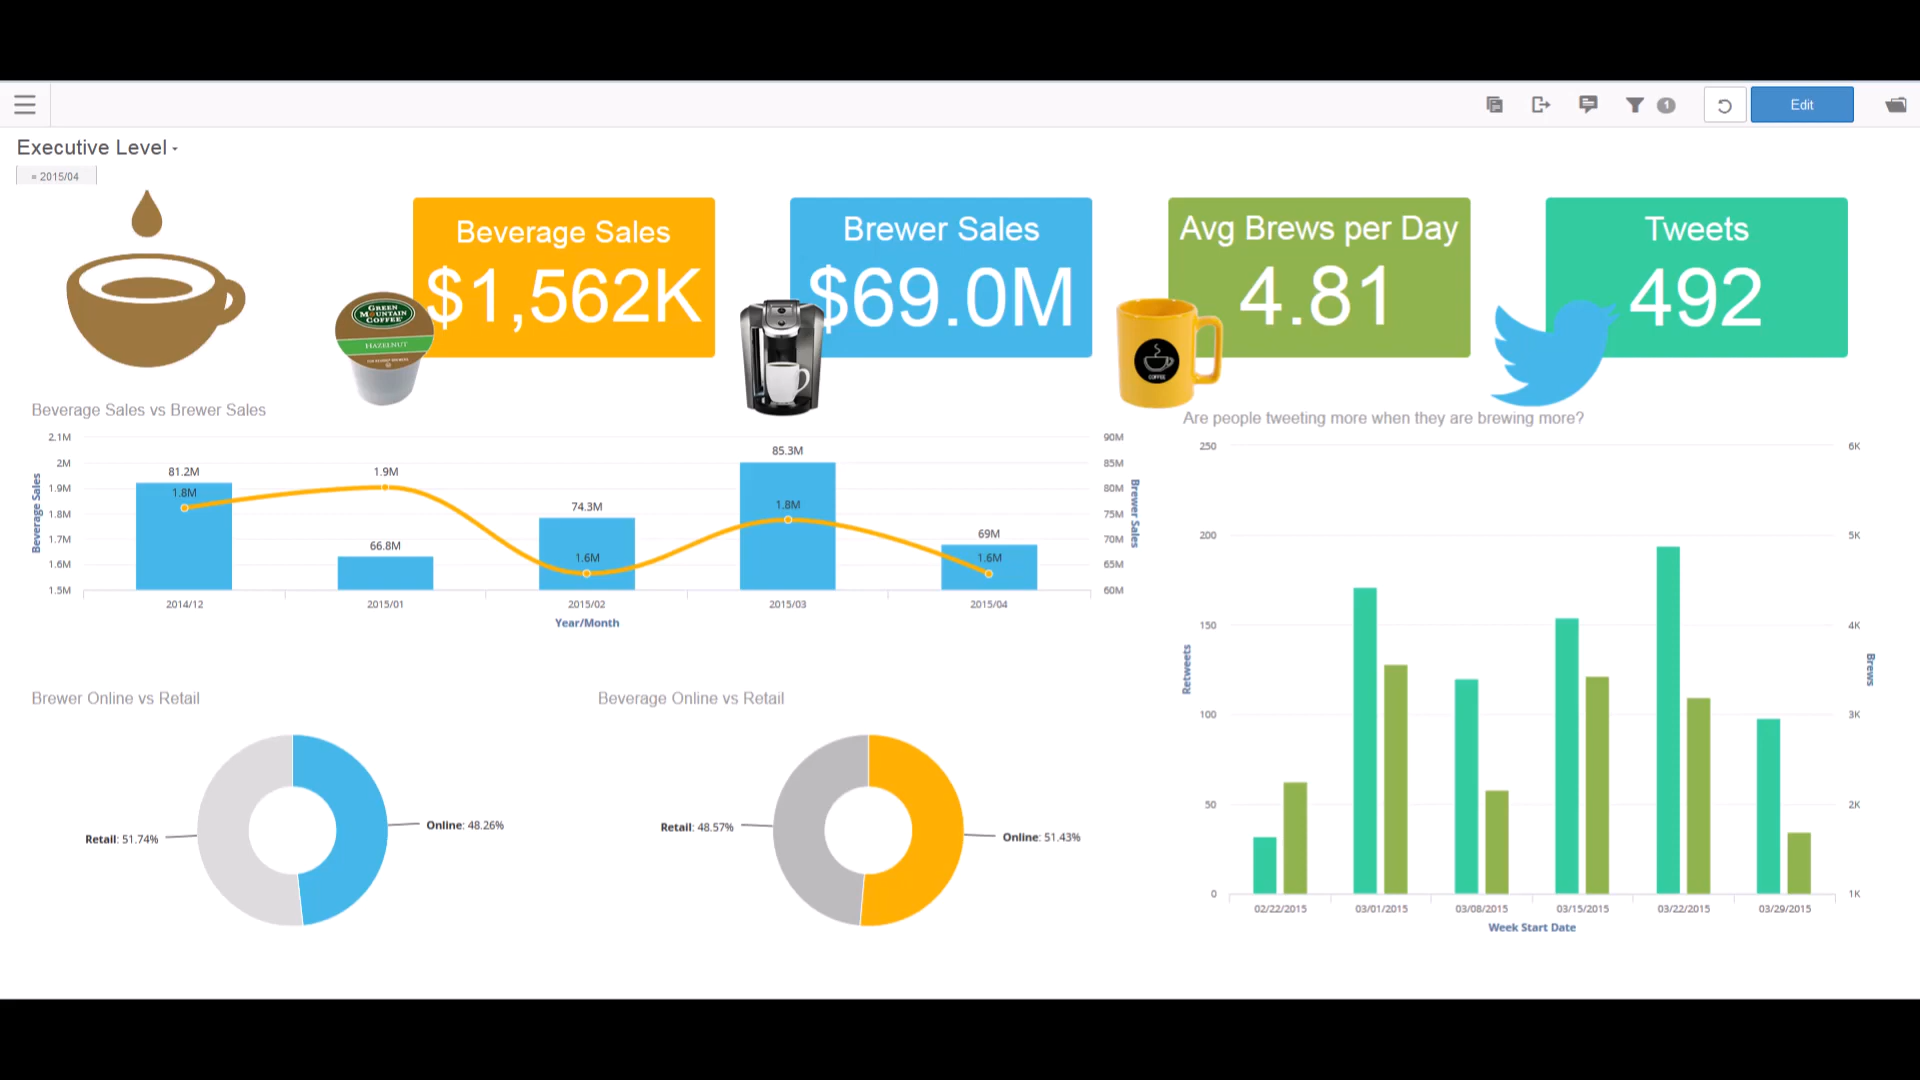 1
Edit
Executive Level
= 2015/04
Beverage Sales
$1,562K
Brewer Sales
$69.0M
Avg Brews per Day
4.81
Tweets
492
GREEN
MOUNTAIN
COFFEE
HAZELNUT
COFFEE
Beverage Sales vs Brewer Sales
2.1M
2M
1.9M
1.8M
1.7M
1.6M
1.5M
Beverage Sales
81.2M
1.8M
1.9M
66.8M
74.3M
1.6M
85.3M
1.8M
69M
1.6M
90M
85M
80M
75M
70M
65M
60M
Brewer Sales
2014/12
2015/01
2015/02
2015/03
2015/04
Year/Month
Are people tweeting more when they are brewing more?
250
200
150
100
50
0
Retweets
6K
5K
4K
3K
2K
1K
Brews
02/22/2015
03/01/2015
03/08/2015
03/15/2015
03/22/2015
03/29/2015
Week Start Date
Brewer Online vs Retail
Retail: 51.74%
Online: 48.26%
Beverage Online vs Retail
Retail: 48.57%
Online: 51.43%